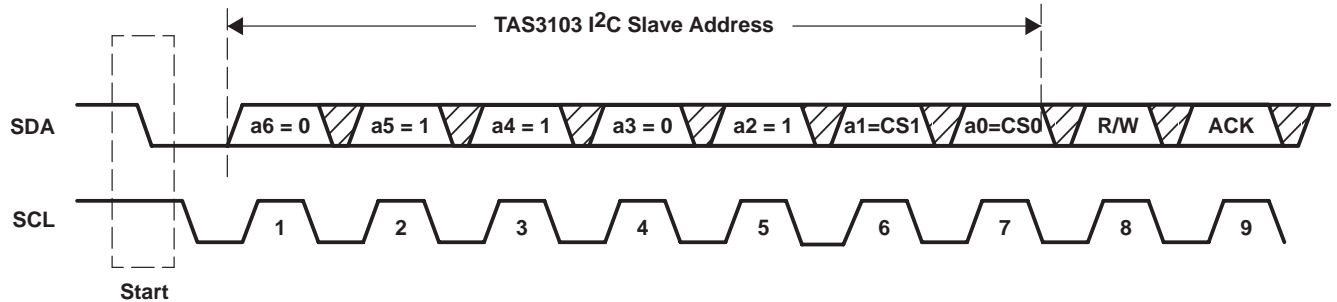 TAS3103 I2C Slave Address
SDA
a6 = 0
a5 = 1
a4 = 1
a3 = 0
a2 = 1
a1=CS1
a0=CS0
R/W
ACK
SCL
1
2
3
4
5
6
7
8
9
Start